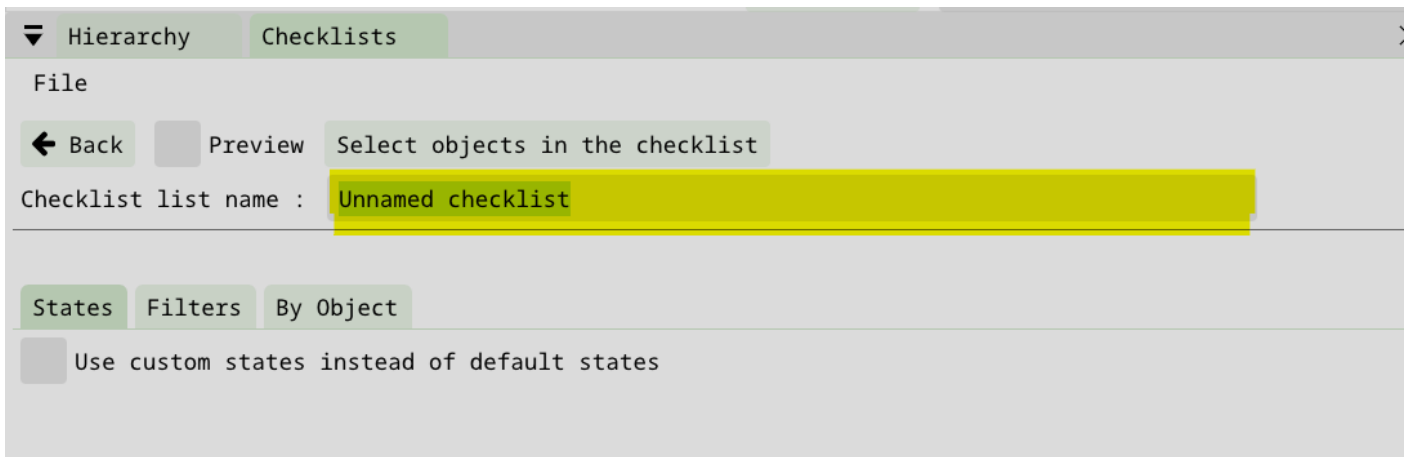 Hierarchy Checklists
File
Back Preview Select objects in the checklist
Checklist list name : Unnamed checklist
States Filters By Object
Use custom states instead of default states